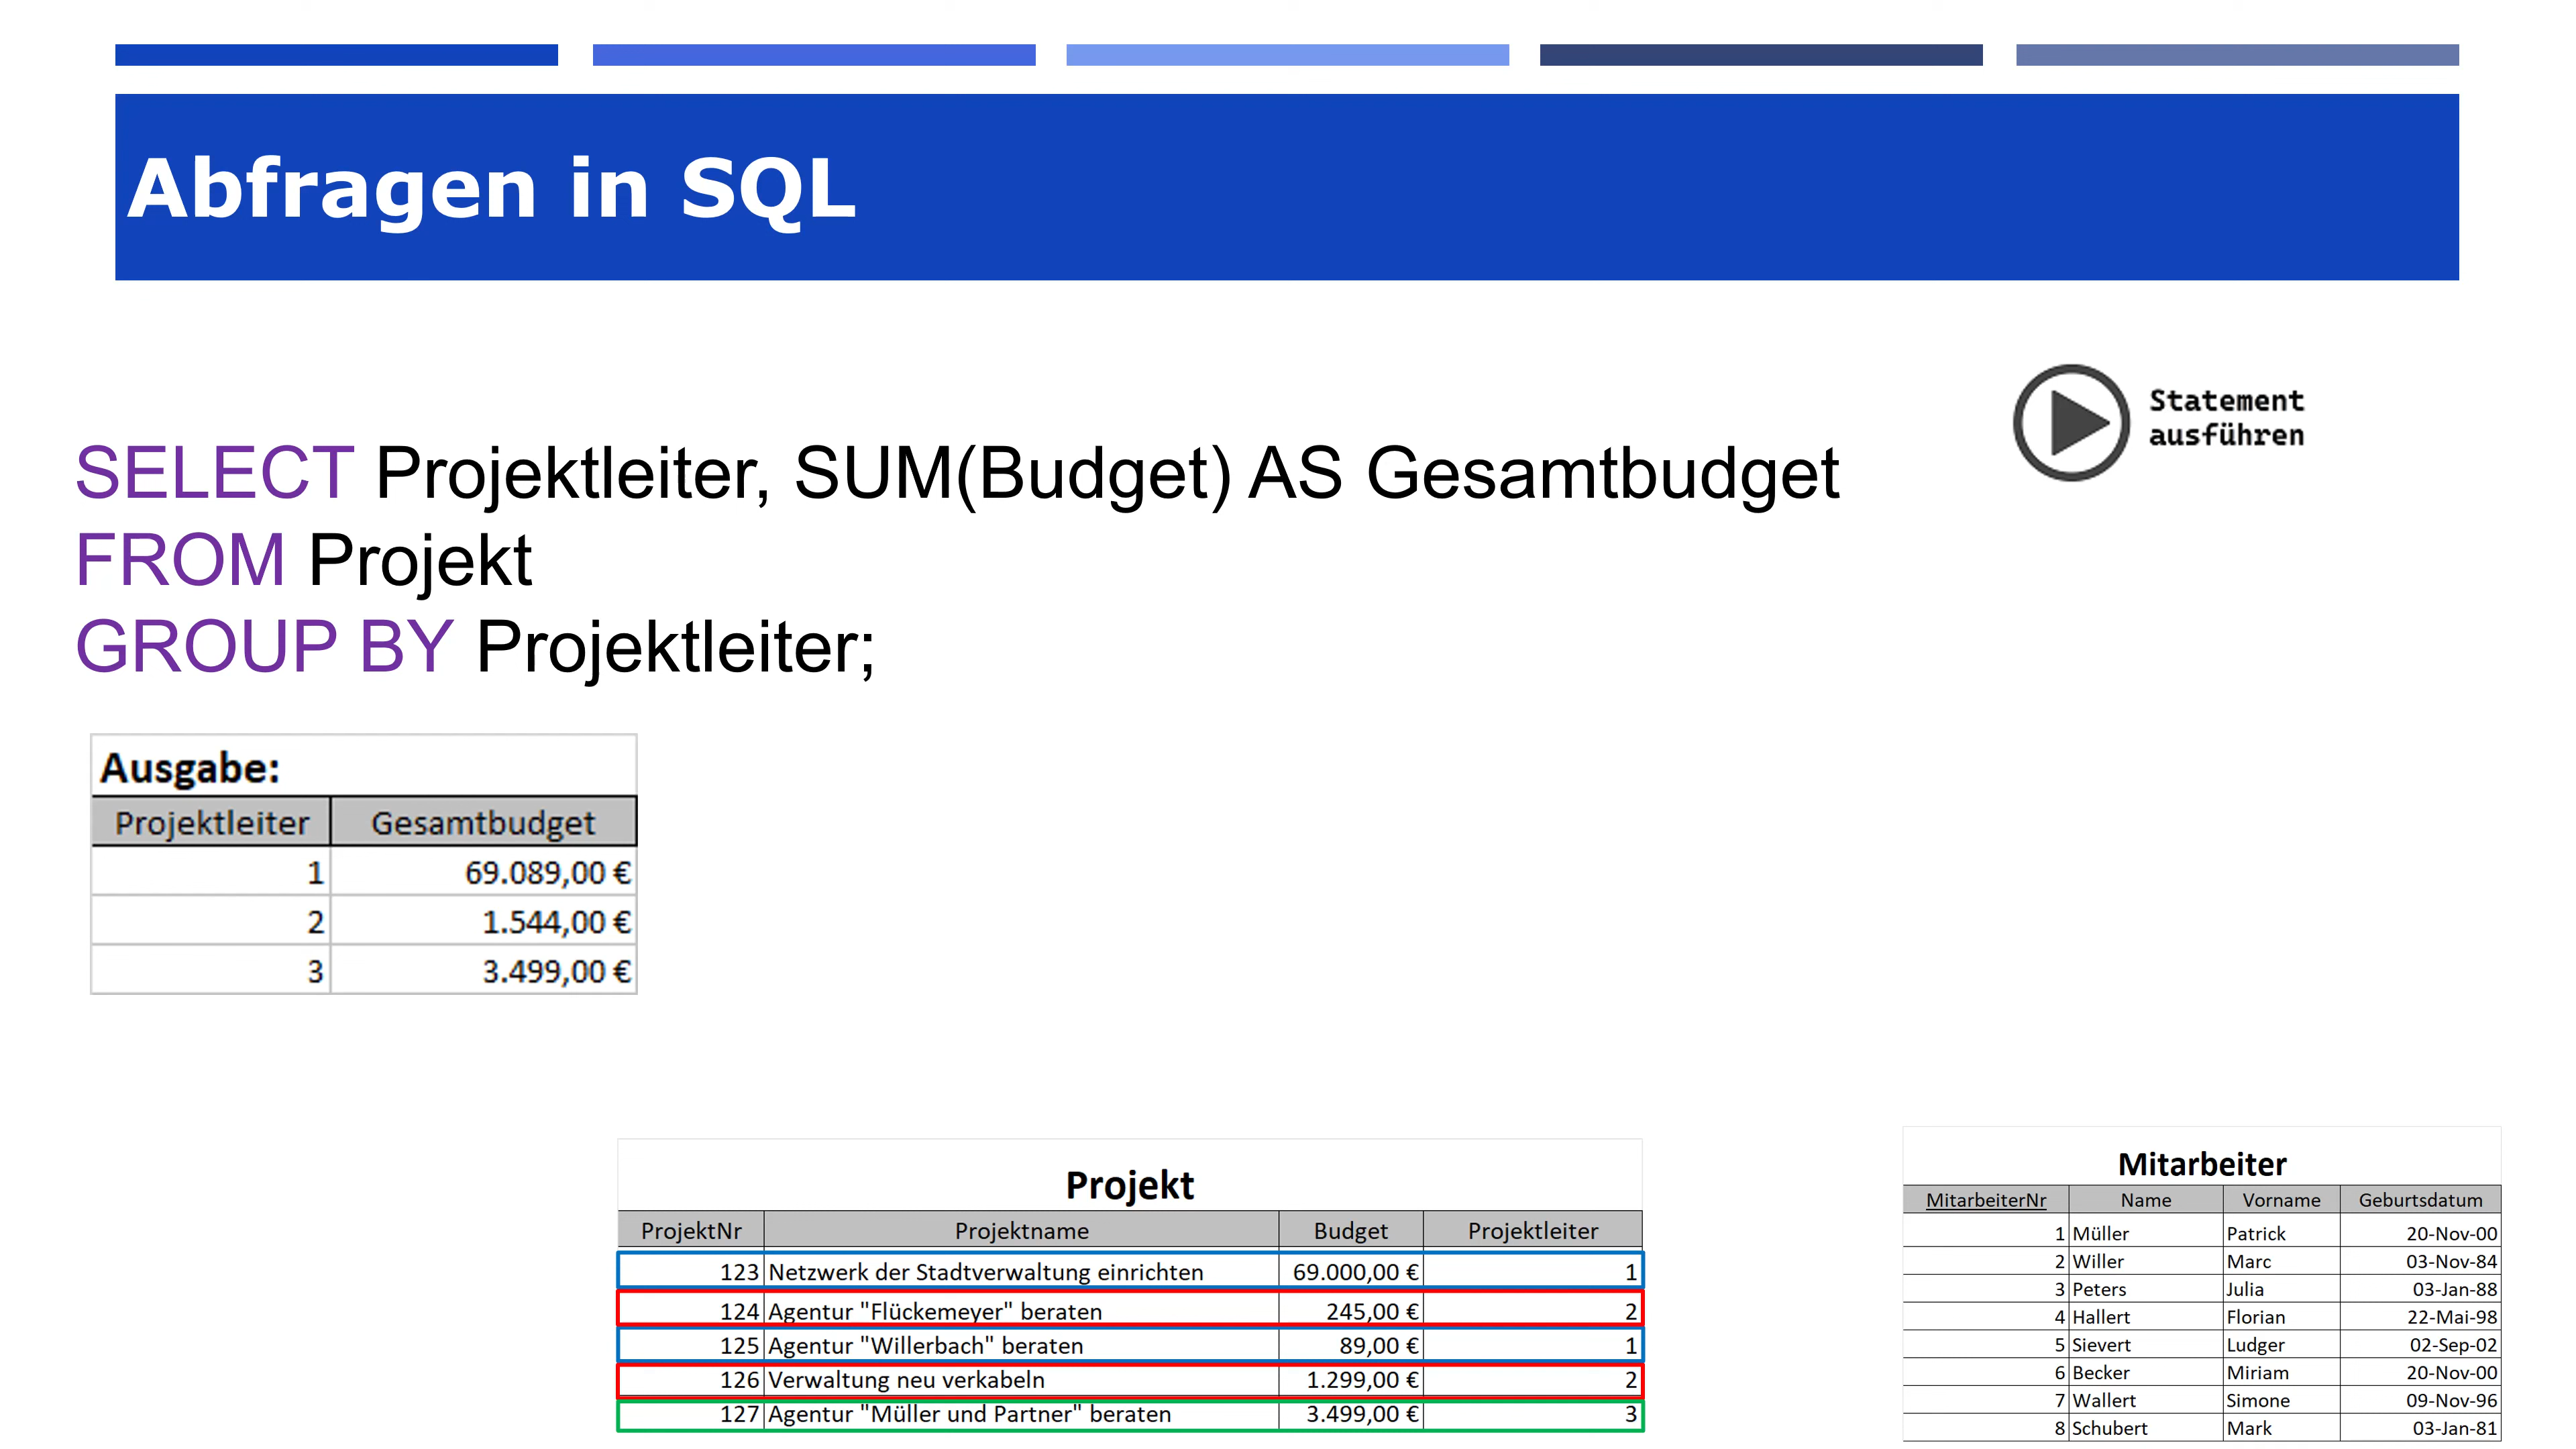 Abfragen in SQL
Statement
ausführen
SELECT Projektleiter, SUM(Budget) AS Gesamtbudget
FROM Projekt
GROUP BY Projektleiter;
Ausgabe:
Projektleiter Gesamtbudget
1 69.089,00 €
2 1.544,00 €
3 3.499,00 €
Projekt
ProjektNr Projektname Budget Projektleiter
123 Netzwerk der Stadtverwaltung einrichten 69.000,00 € 1
124 Agentur "Flückemeyer" beraten 245,00 € 2
125 Agentur "Willerbach" beraten 89,00 € 1
126 Verwaltung neu verkabeln 1.299,00 € 2
127 Agentur "Müller und Partner" beraten 3.499,00 € 3
Mitarbeiter
MitarbeiterNr Name Vorname Geburtsdatum
1 Müller Patrick 20-Nov-00
2 Willer Marc 03-Nov-84
3 Peters Julia 03-Jan-88
4 Hallert Florian 22-Mai-98
5 Sievert Ludger 02-Sep-02
6 Becker Miriam 20-Nov-00
7 Wallert Simone 09-Nov-96
8 Schubert Mark 03-Jan-81